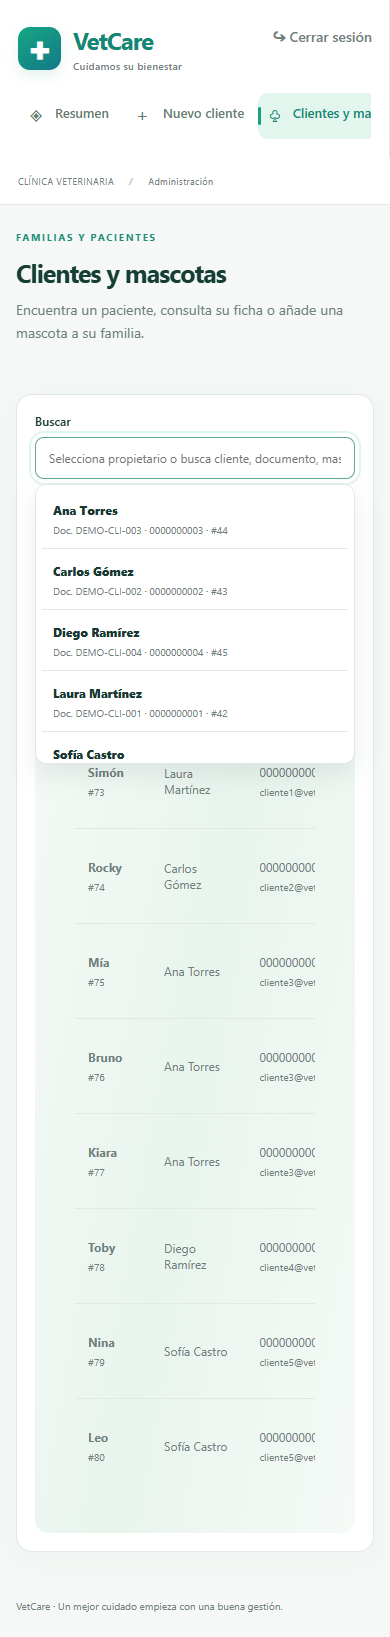 VetCare
Cuidamos su bienestar
Cerrar sesión
Resumen
Nuevo cliente
Clientes y ma
CLÍNICA VETERINARIA / Administración
FAMILIAS Y PACIENTES
Clientes y mascotas
Encuentra un paciente, consulta su ficha o añade una
mascota a su familia.
Buscar
Selecciona propietario o busca cliente, documento, mas
Ana Torres
Doc. DEMO-CLI-003 · 0000000003 · #44
Carlos Gómez
Doc. DEMO-CLI-002 · 0000000002 · #43
Diego Ramírez
Doc. DEMO-CLI-004 · 0000000004 · #45
Laura Martínez
Doc. DEMO-CLI-001 · 0000000001 · #42
Sofía Castro
Simón
#73
Laura
Martínez
000000000
cliente1@vet
Rocky
#74
Carlos
Gómez
000000000
cliente2@vet
Mía
#75
Ana Torres
000000000
cliente3@vet
Bruno
#76
Ana Torres
000000000
cliente3@vet
Kiara
#77
Ana Torres
000000000
cliente3@vet
Toby
#78
Diego
Ramírez
000000000
cliente4@vet
Nina
#79
Sofía Castro
000000000
cliente5@vet
Leo
#80
Sofía Castro
000000000
cliente5@vet
VetCare · Un mejor cuidado empieza con una buena gestión.